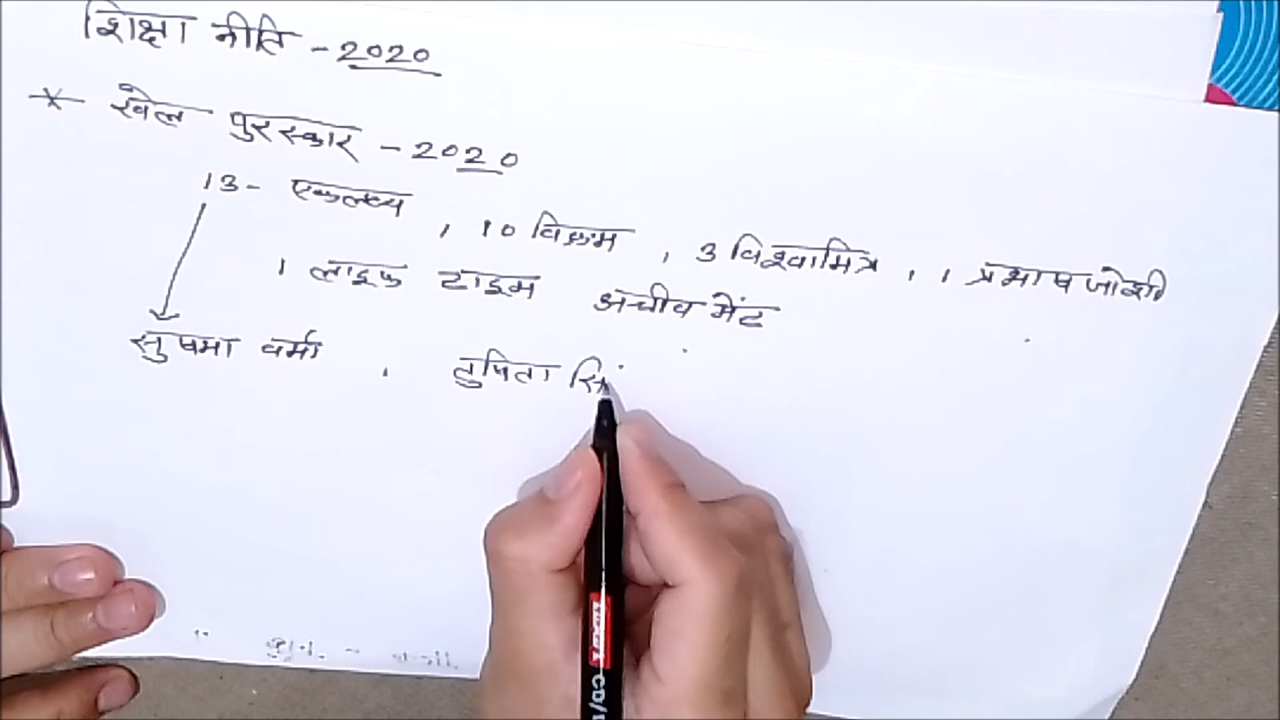 शिक्षा नीति - 2020
* खेल पुरस्कार - 2020
13 - एकलव्य , 10 विक्रम , 3 विश्वामित्र , 1 प्रभाष जोशी
1 लाइफ टाइम अचीवमेंट
सुषमा वर्मा , तुषिता सिं